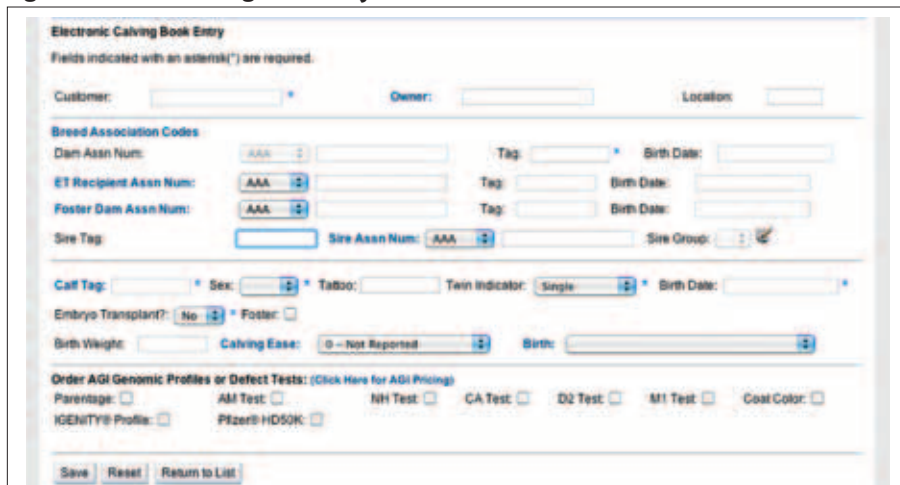 Electronic Calving Book Entry
Fields indicated with an asterisk(*) are required.
Customer: * Owner: Location:
Breed Association Codes
Dam Assn Num: AAA Tag: * Birth Date:
ET Recipient Assn Num: AAA Tag: Birth Date:
Foster Dam Assn Num: AAA Tag: Birth Date:
Sire Tag: Sire Assn Num: AAA Sire Group:
Calf Tag: * Sex: * Tattoo: Twin Indicator: Single * Birth Date: *
Embryo Transplant?: No * Foster:
Birth Weight: Calving Ease: 0 - Not Reported Birth:
Order AGI Genomic Profiles or Defect Tests: (Click Here for AGI Pricing)
Parentage: AM Test: NH Test: CA Test: D2 Test: M1 Test: Coat Color:
IGENITY® Profile: Pfizer® HD50K:
Save Reset Return to List